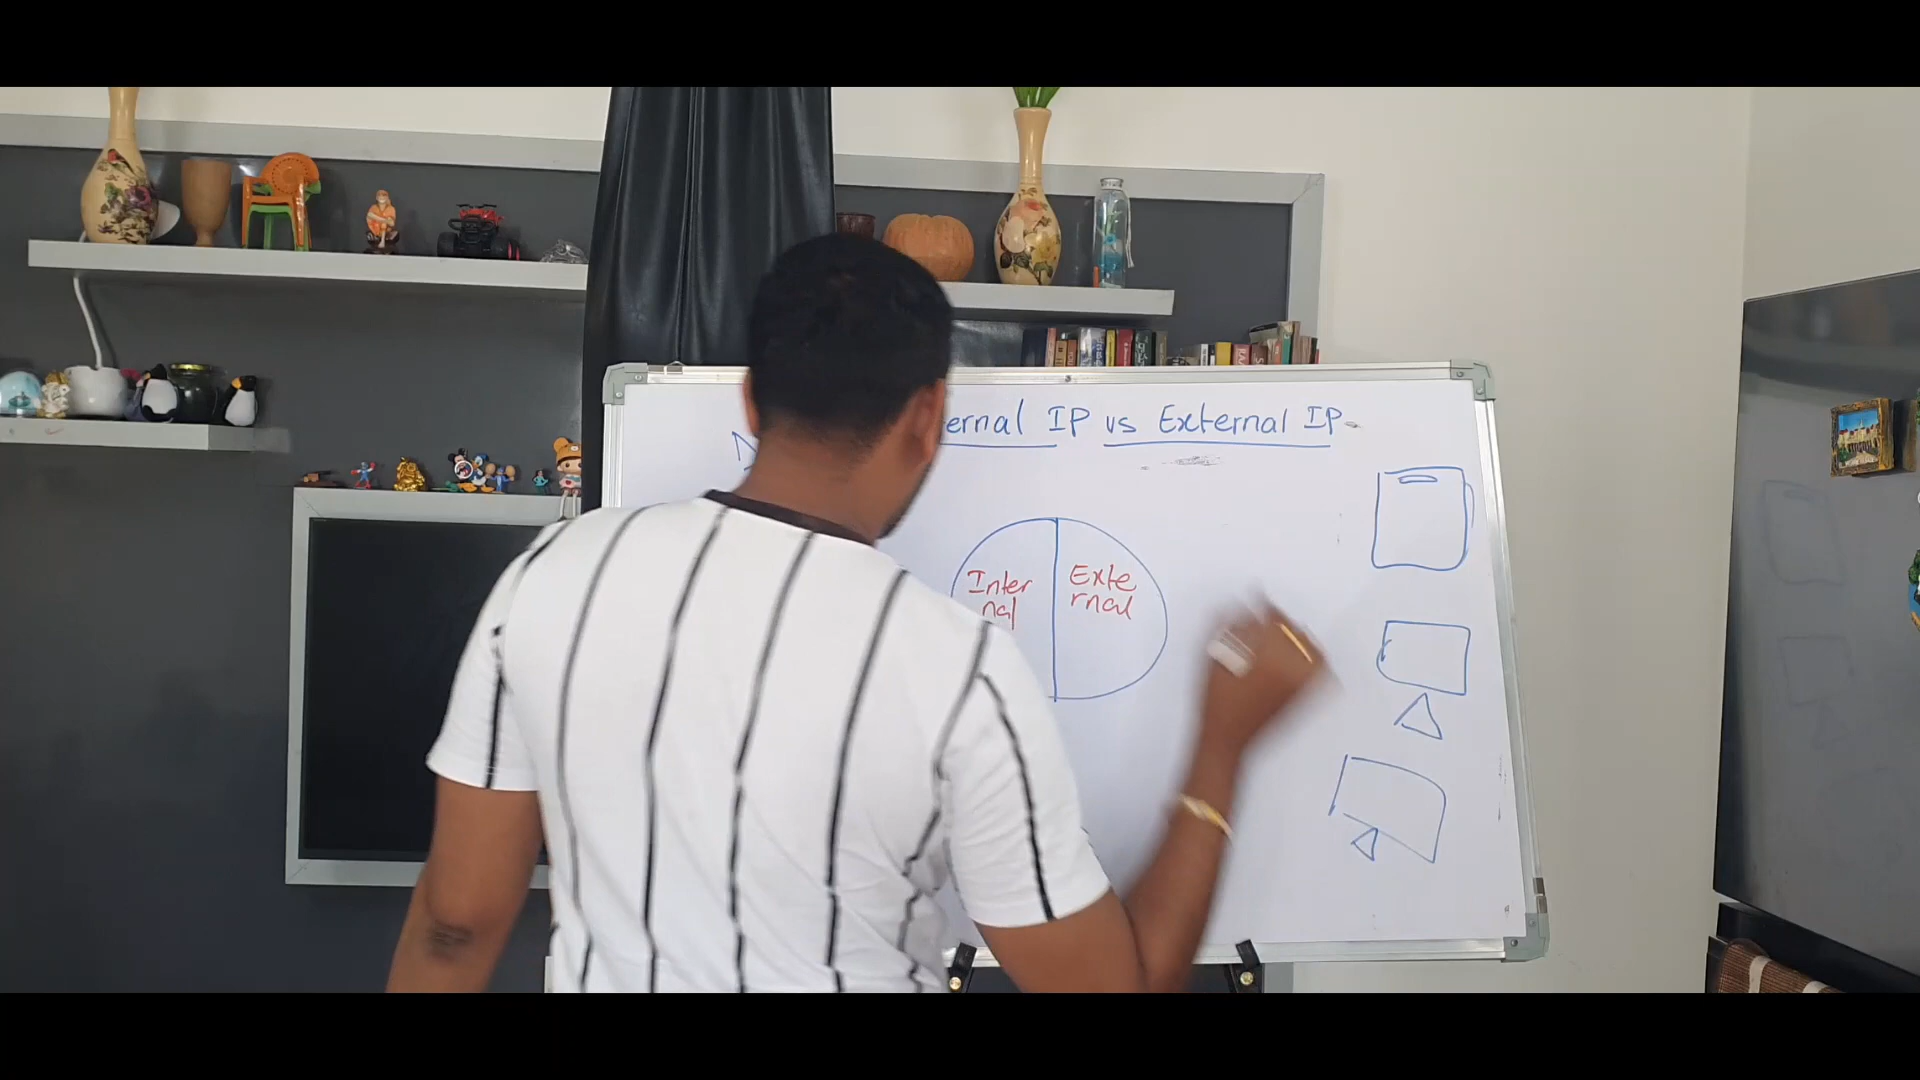 ernal IP vs External IP
Inter
nal
Exte
rnal